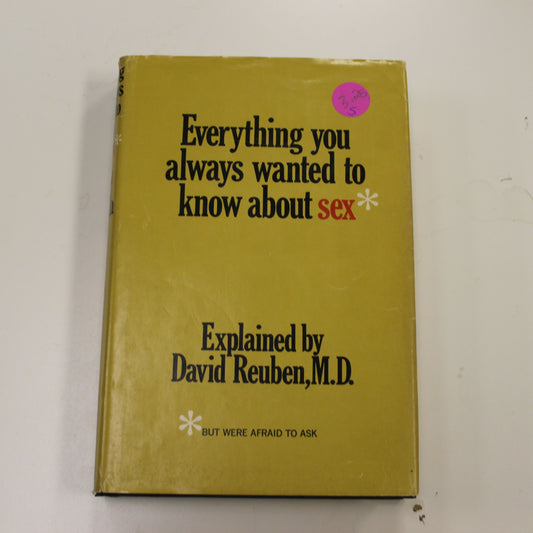 Everything you
always wanted to
know about sex*
Explained by
David Reuben, M.D.
*BUT WERE AFRAID TO ASK